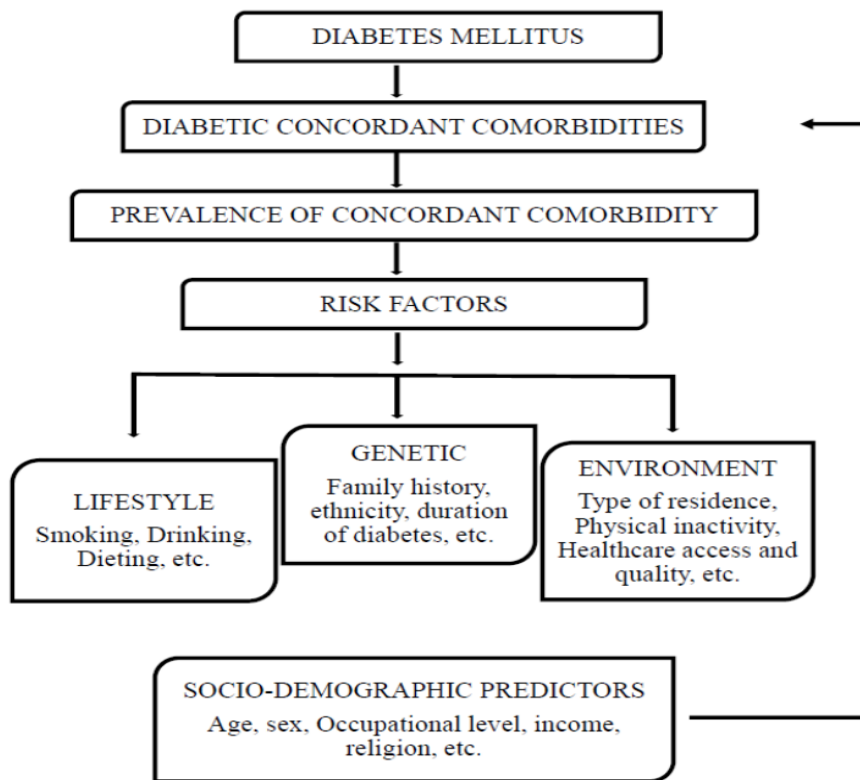 DIABETES MELLITUS
DIABETIC CONCORDANT COMORBIDITIES
PREVALENCE OF CONCORDANT COMORBIDITY
RISK FACTORS
LIFESTYLE
Smoking, Drinking,
Dieting, etc.
GENETIC
Family history,
ethnicity, duration
of diabetes, etc.
ENVIRONMENT
Type of residence,
Physical inactivity,
Healthcare access and
quality, etc.
SOCIO-DEMOGRAPHIC PREDICTORS
Age, sex, Occupational level, income,
religion, etc.